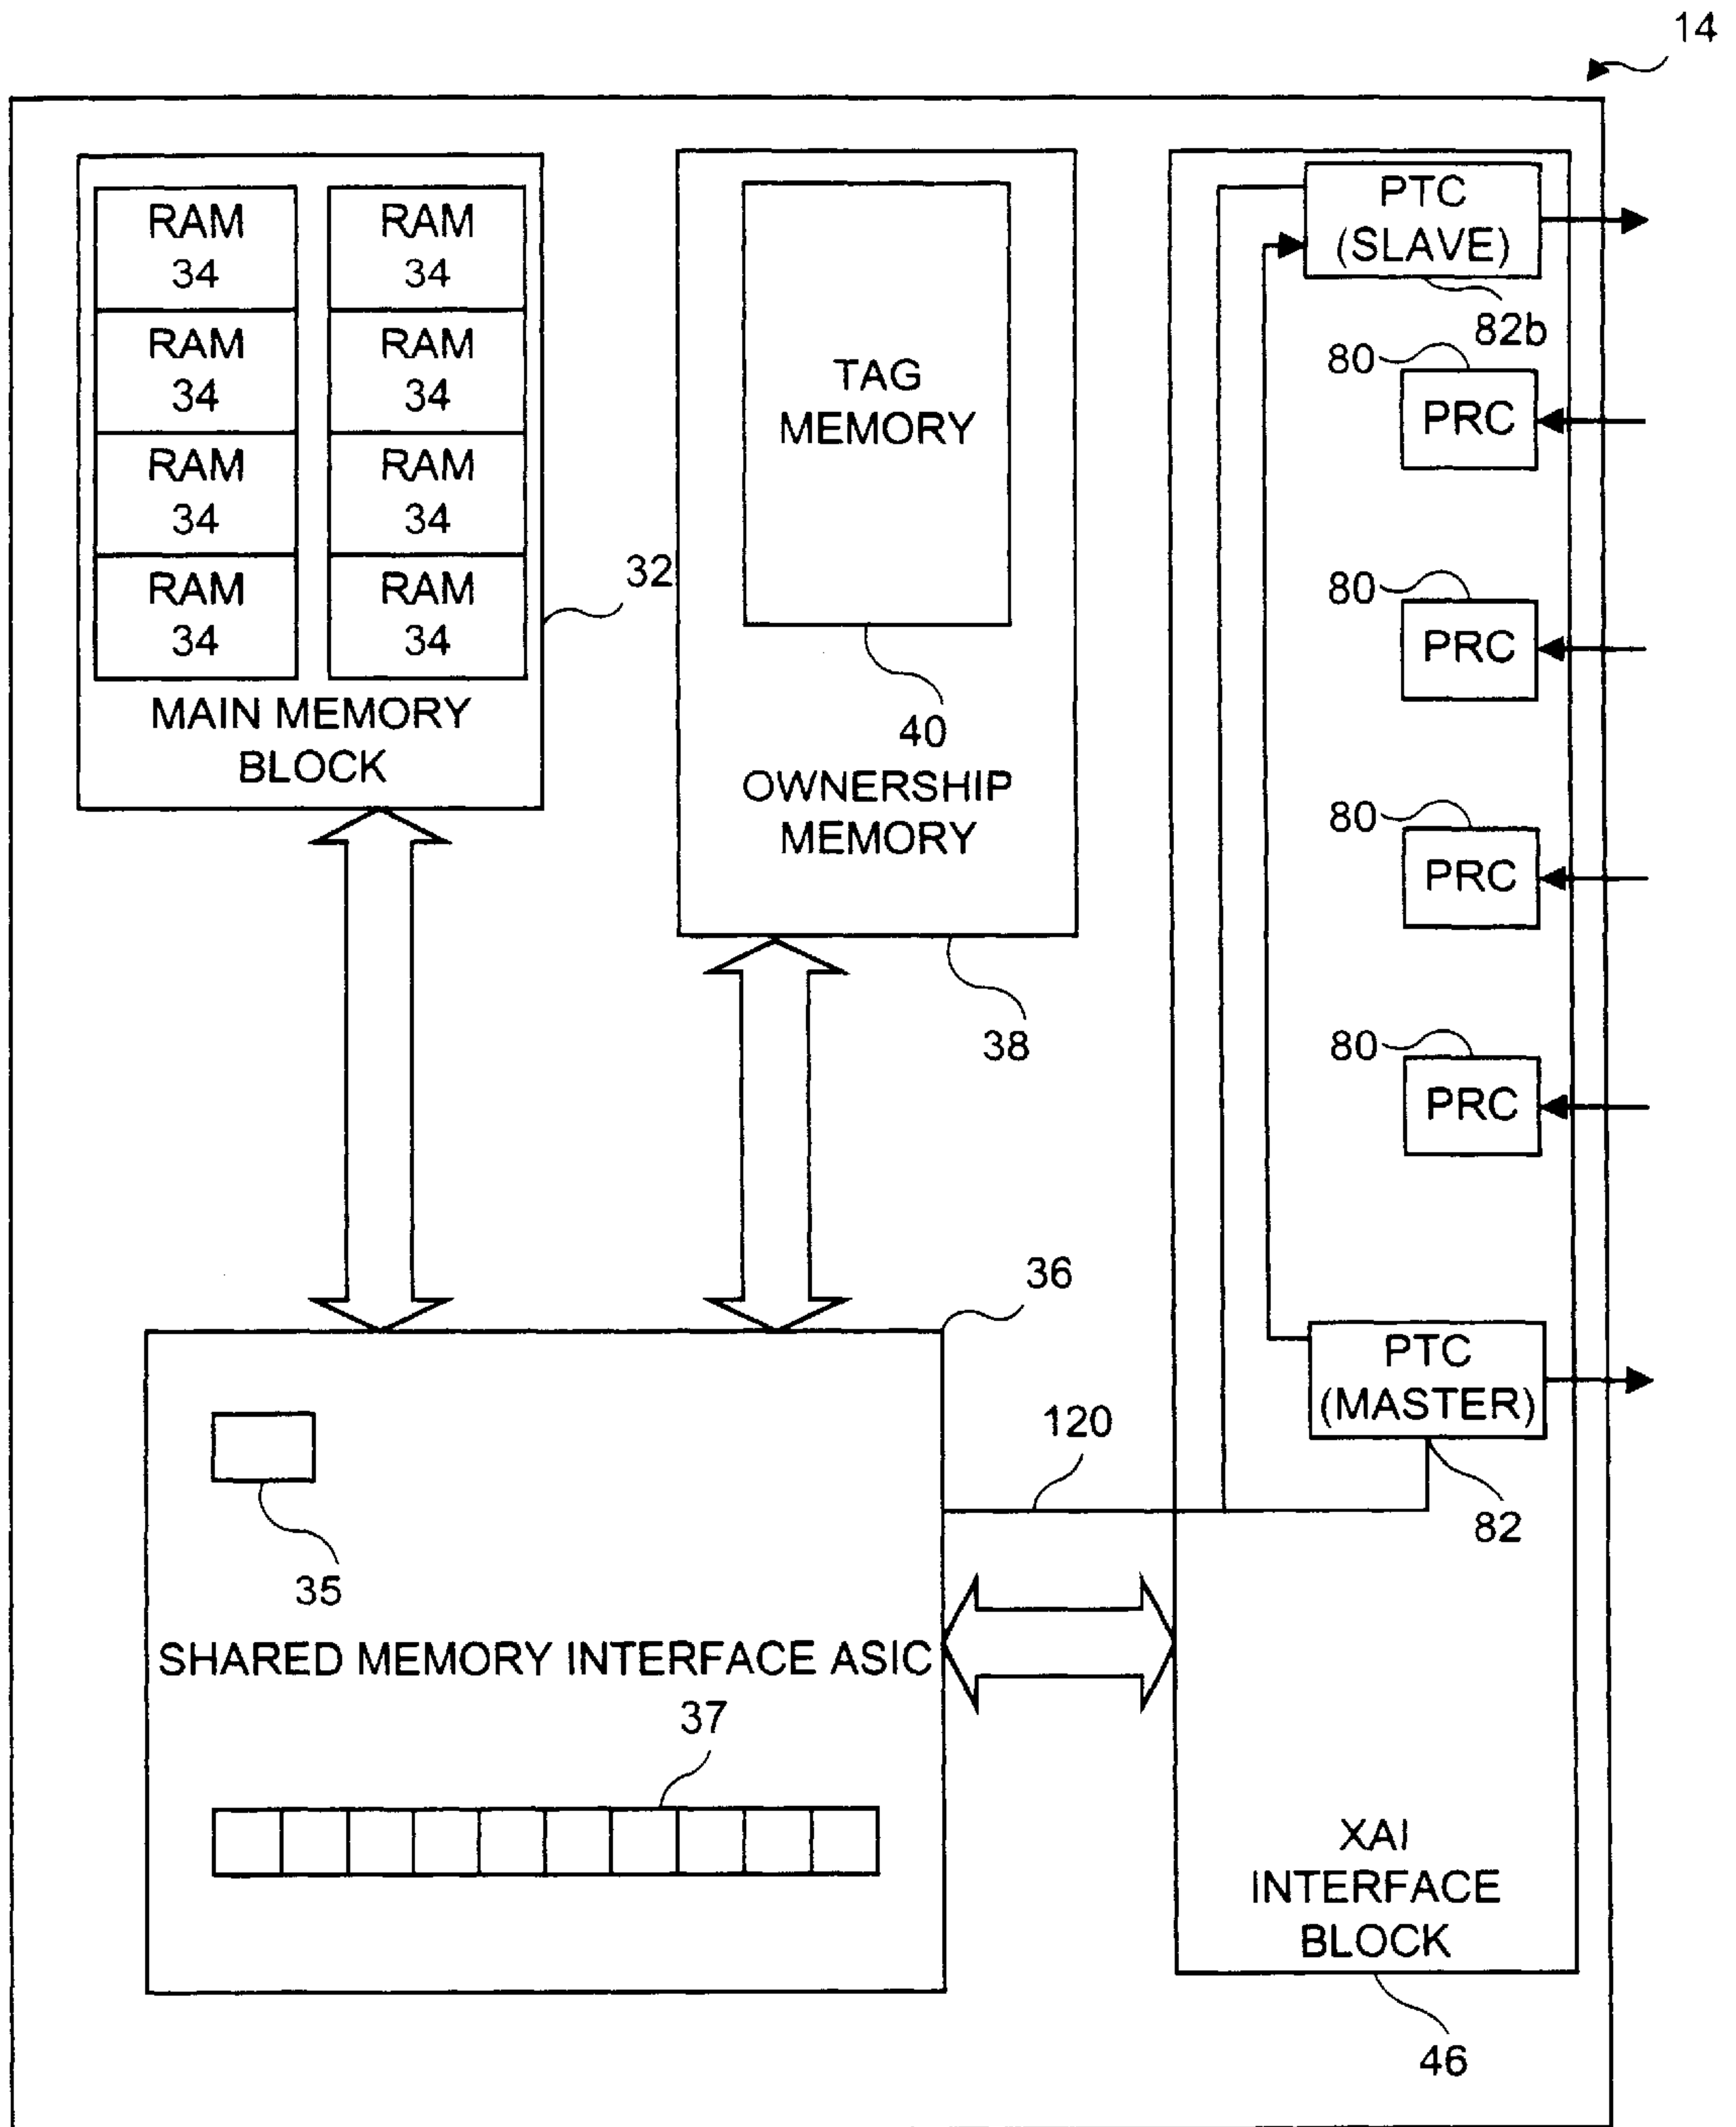 14
RAM
34
RAM
34
RAM
34
RAM
34
RAM
34
RAM
34
RAM
34
RAM
34
MAIN MEMORY
BLOCK
32
TAG
MEMORY
40
OWNERSHIP
MEMORY
38
PTC
(SLAVE)
82b
80
PRC
80
PRC
80
PRC
80
PRC
PTC
(MASTER)
82
120
36
35
SHARED MEMORY INTERFACE ASIC
37
XAI
INTERFACE
BLOCK
46